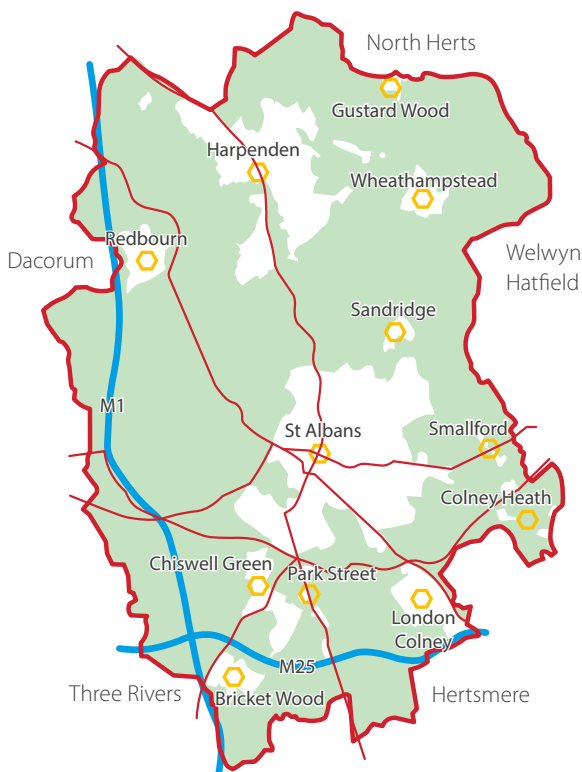 North Herts
Gustard Wood
Harpenden
Wheathampstead
Redbourn
Dacorum
Welwyn
Hatfield
Sandridge
M1
St Albans
Smallford
Colney Heath
Chiswell Green
Park Street
London
Colney
M25
Three Rivers
Bricket Wood
Hertsmere